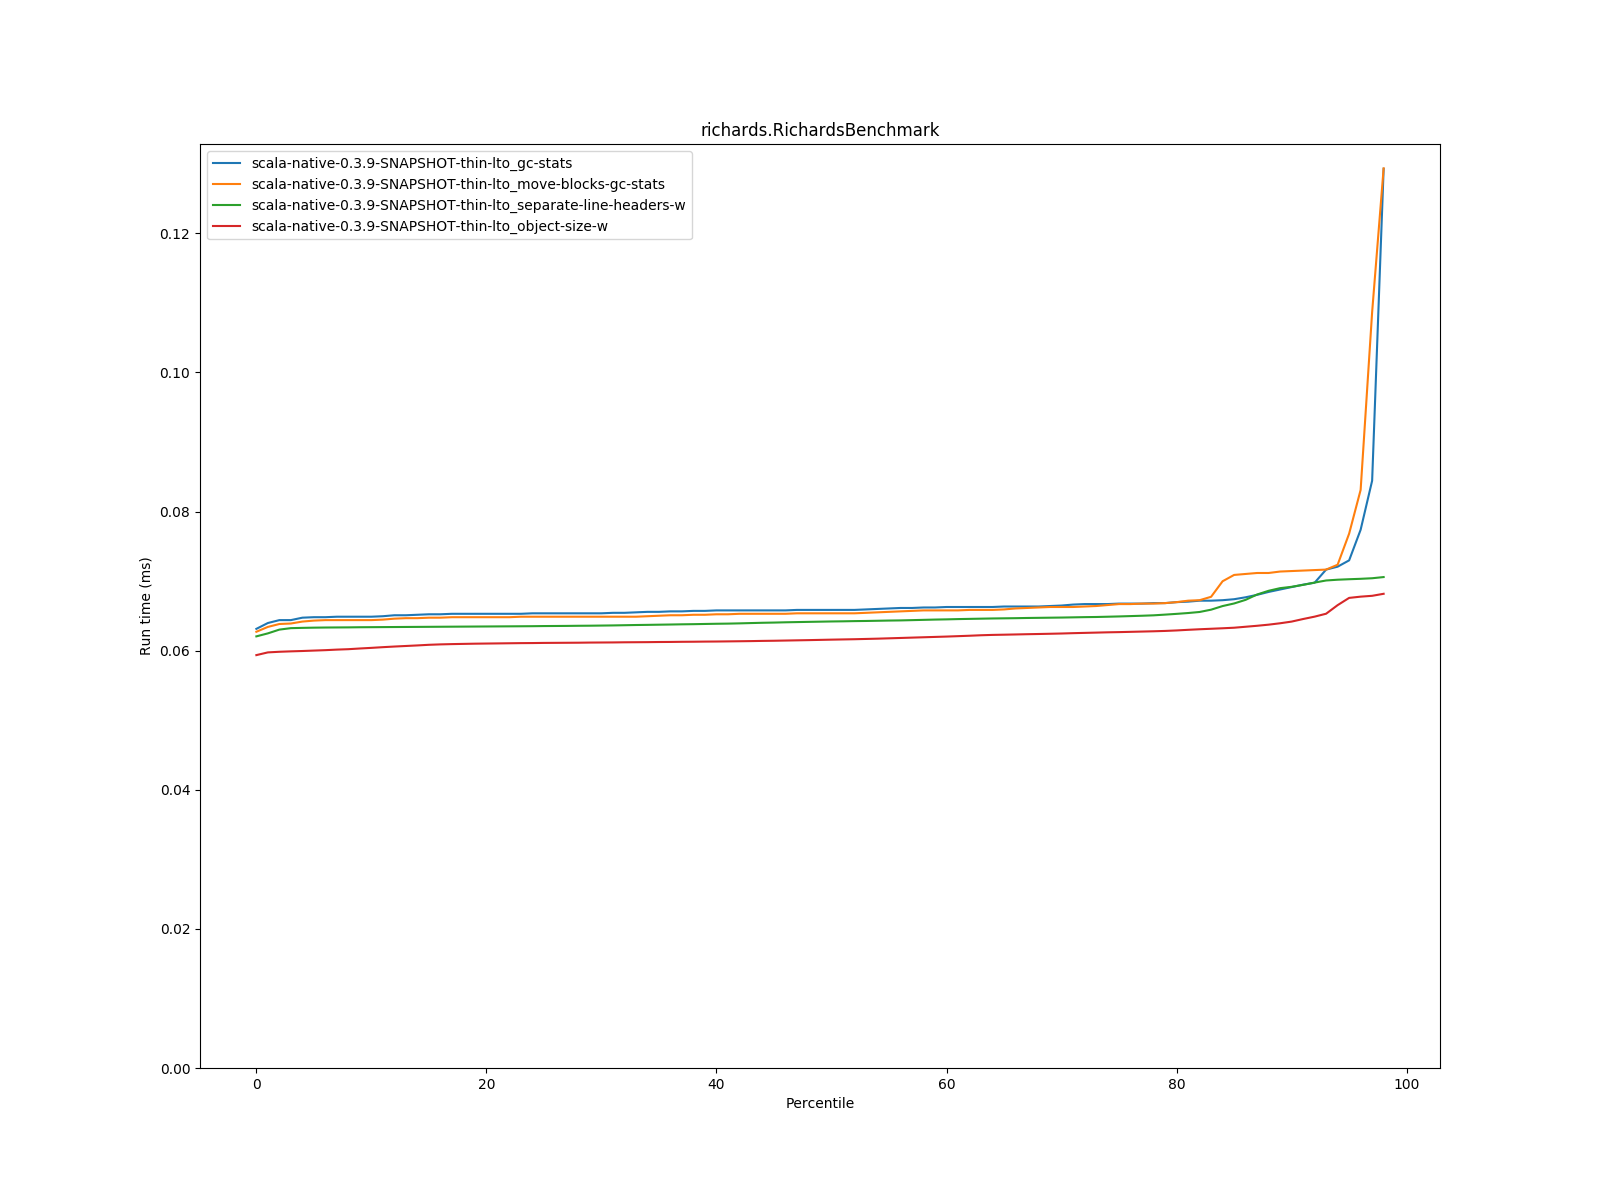 richards.RichardsBenchmark
scala-native-0.3.9-SNAPSHOT-thin-lto_gc-stats
scala-native-0.3.9-SNAPSHOT-thin-lto_move-blocks-gc-stats
scala-native-0.3.9-SNAPSHOT-thin-lto_separate-line-headers-w
scala-native-0.3.9-SNAPSHOT-thin-lto_object-size-w
Run time (ms)
0.12
0.10
0.08
0.06
0.04
0.02
0.00
0 20 40 60 80 100
Percentile